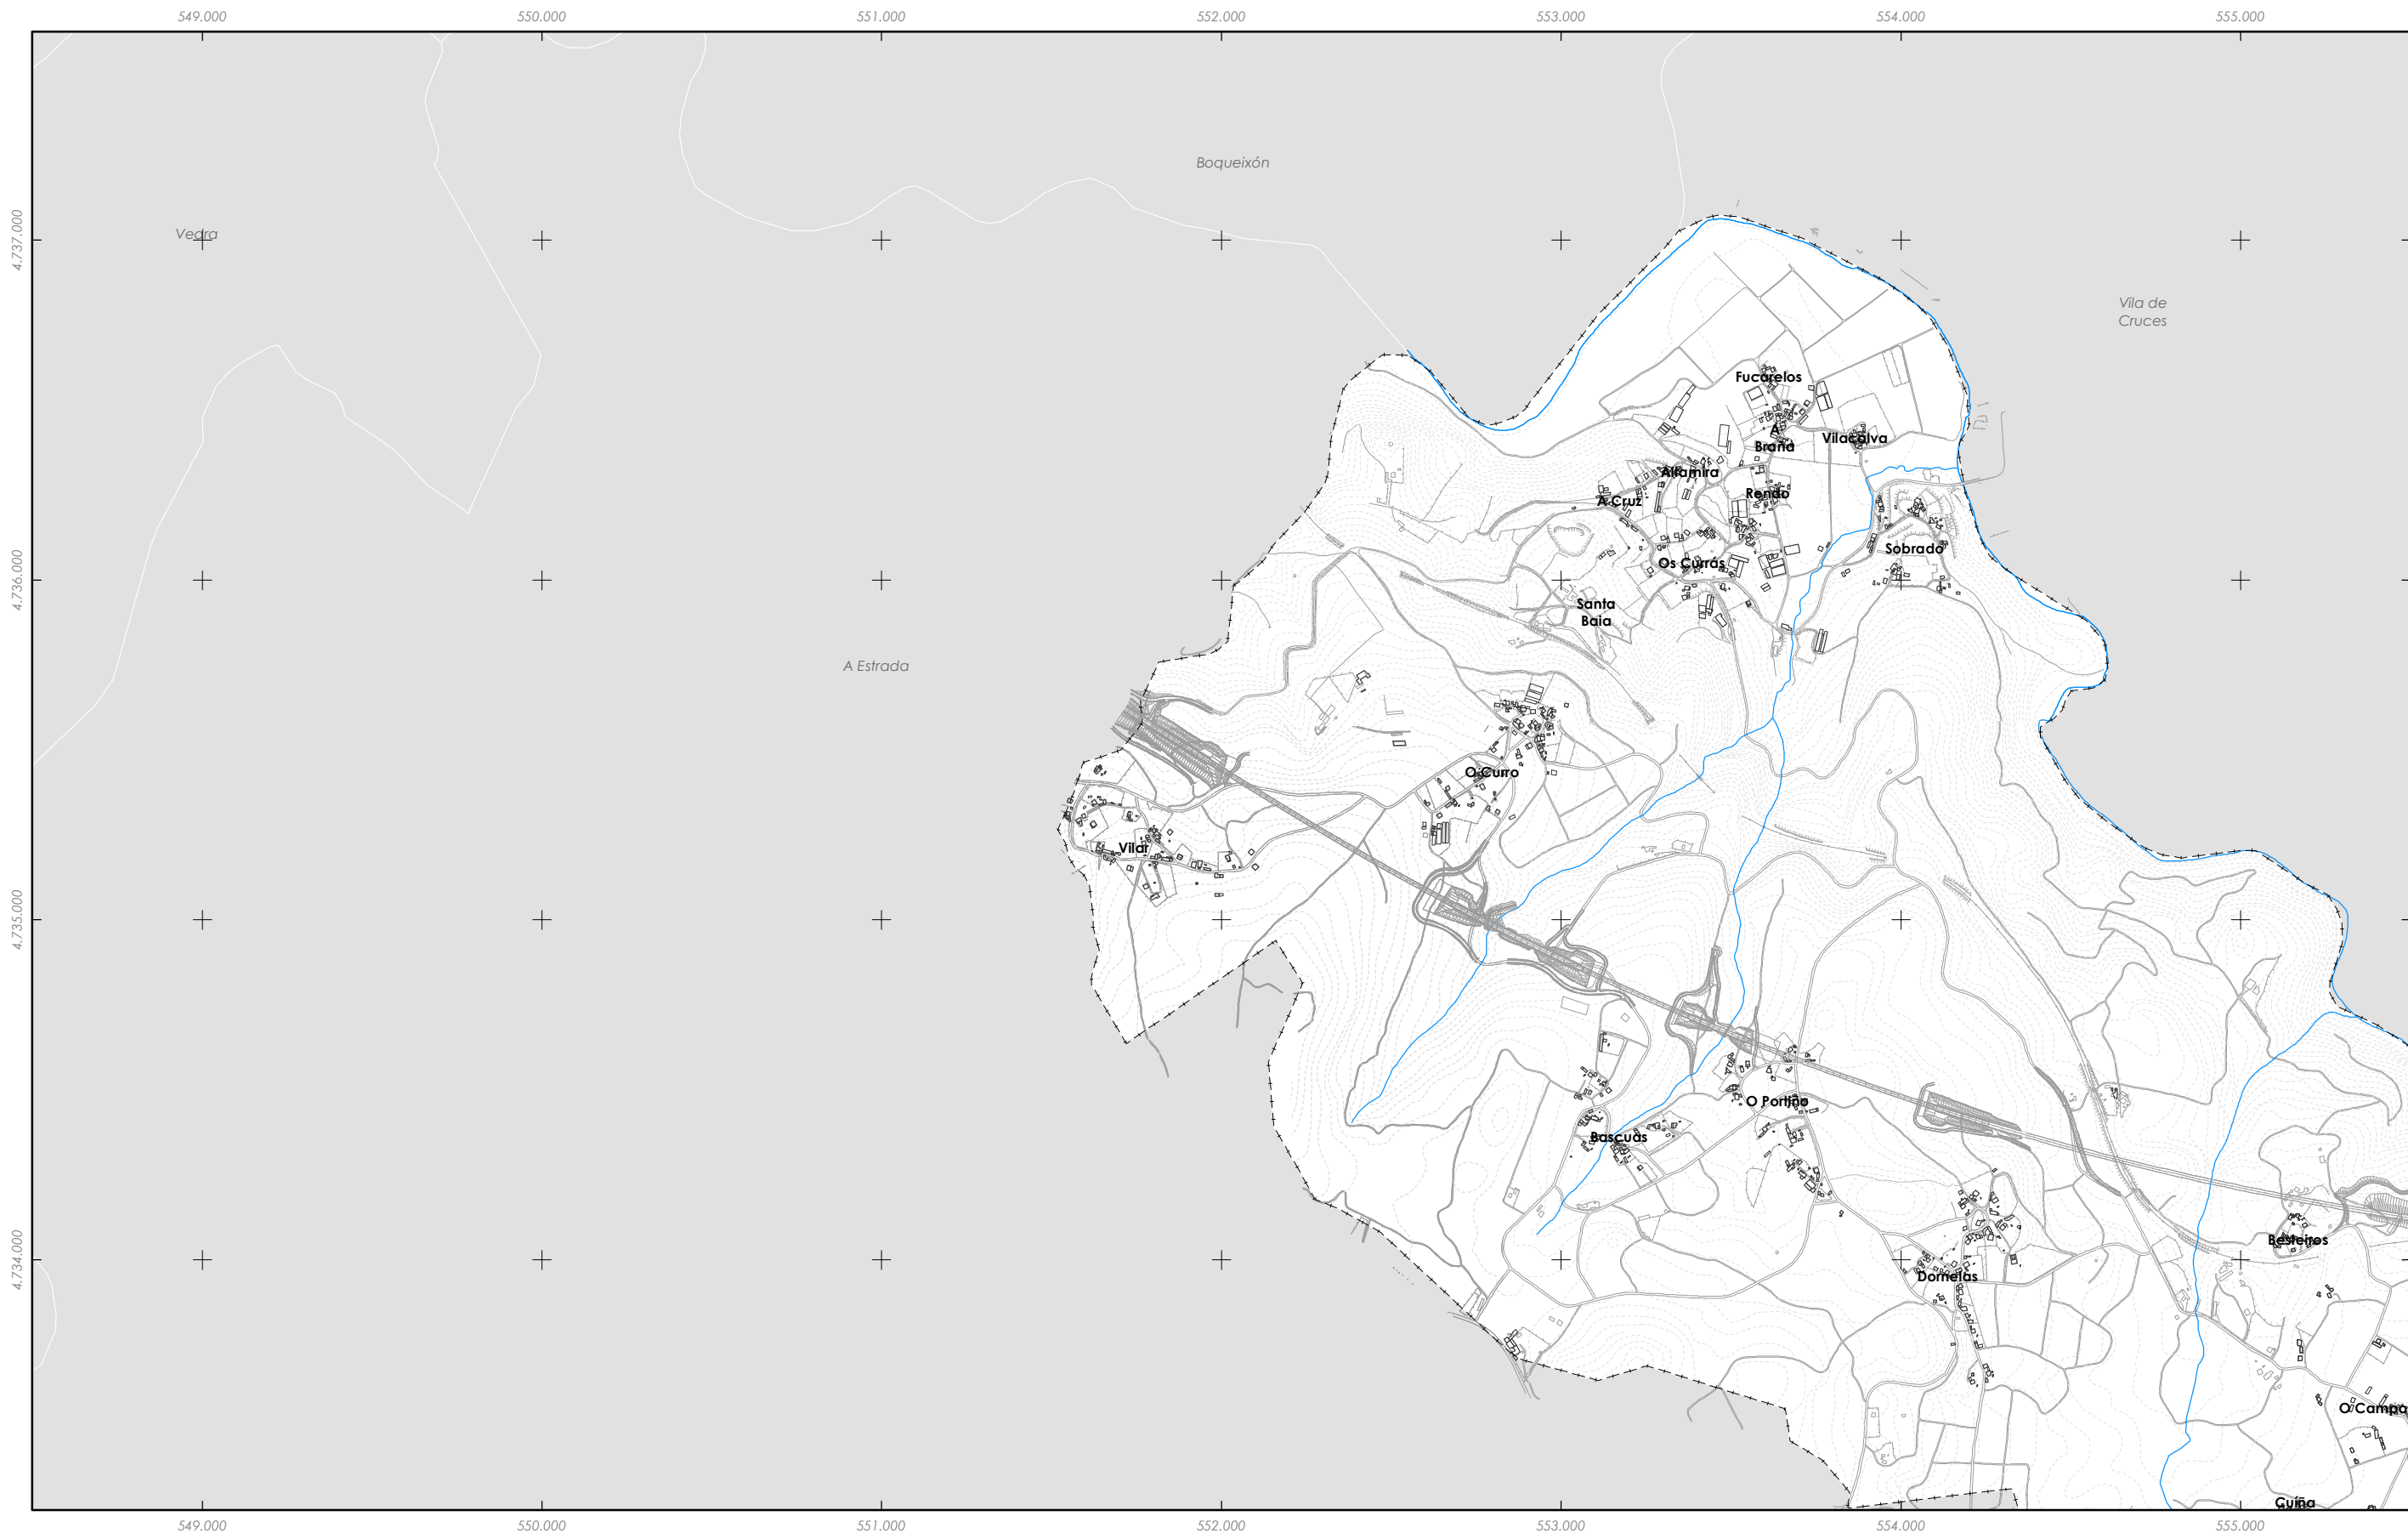 549.000
550.000
551.000
552.000
553.000
554.000
555.000
Boqueixón
4.737.000
Vedra
Vila de
Cruces
Fucarelos
A
Braña
Vilacalva
Altamira
Rendo
A Cruz
Sobrado
Os Currás
4.736.000
Santa
Baia
A Estrada
O Curro
Vilar
4.735.000
O Portiño
Bascuas
4.734.000
Besteiros
Dornelas
O Campo
Cuíña
549.000
550.000
551.000
552.000
553.000
554.000
555.000